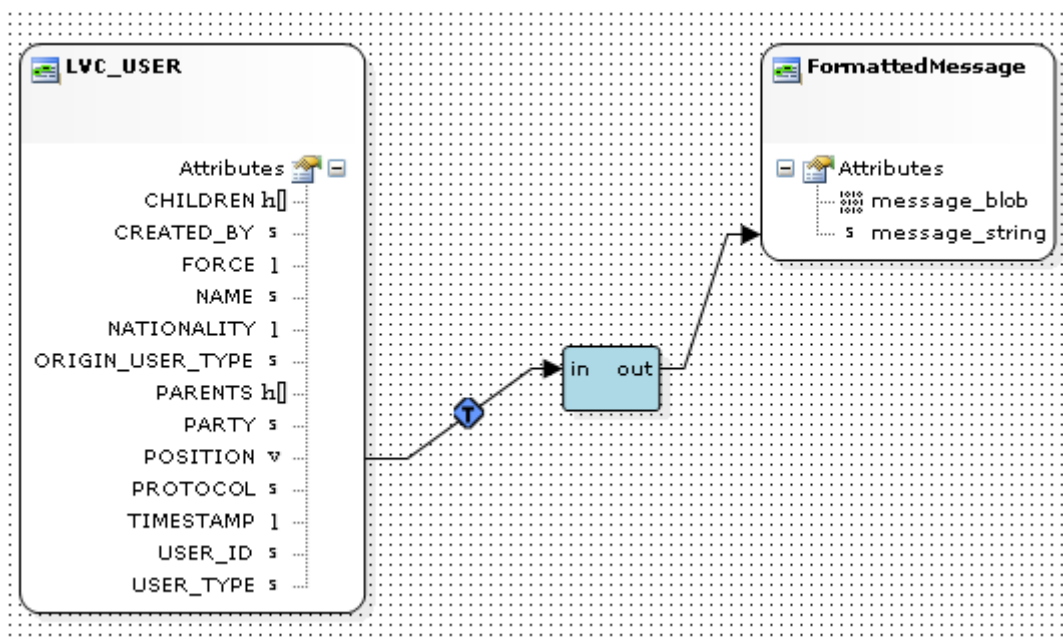 LVC_USER
Attributes
CHILDREN h[]
CREATED_BY s
FORCE l
NAME s
NATIONALITY l
ORIGIN_USER_TYPE s
PARENTS h[]
PARTY s
POSITION v
PROTOCOL s
TIMESTAMP l
USER_ID s
USER_TYPE s
T
in out
FormattedMessage
Attributes
message_blob
s message_string